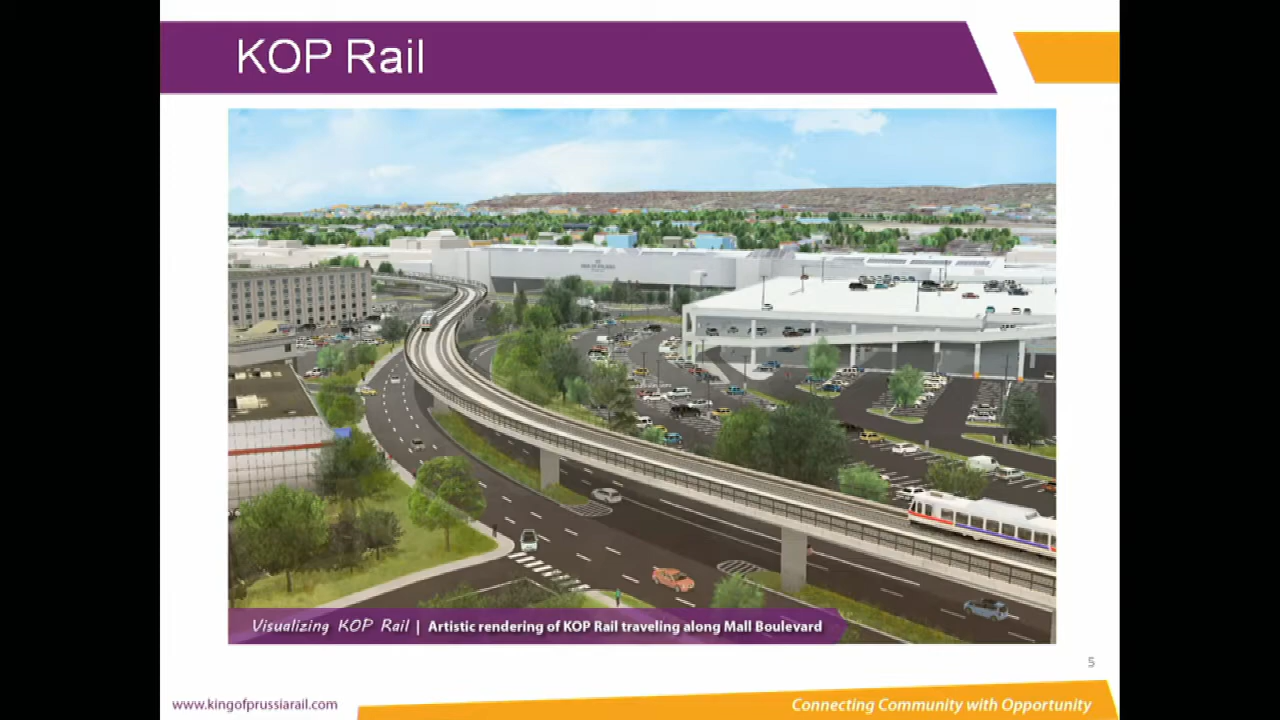 KOP Rail
Visualizing KOP Rail | Artistic rendering of KOP Rail traveling along Mall Boulevard
5
www.kingofprussiarail.com
Connecting Community with Opportunity